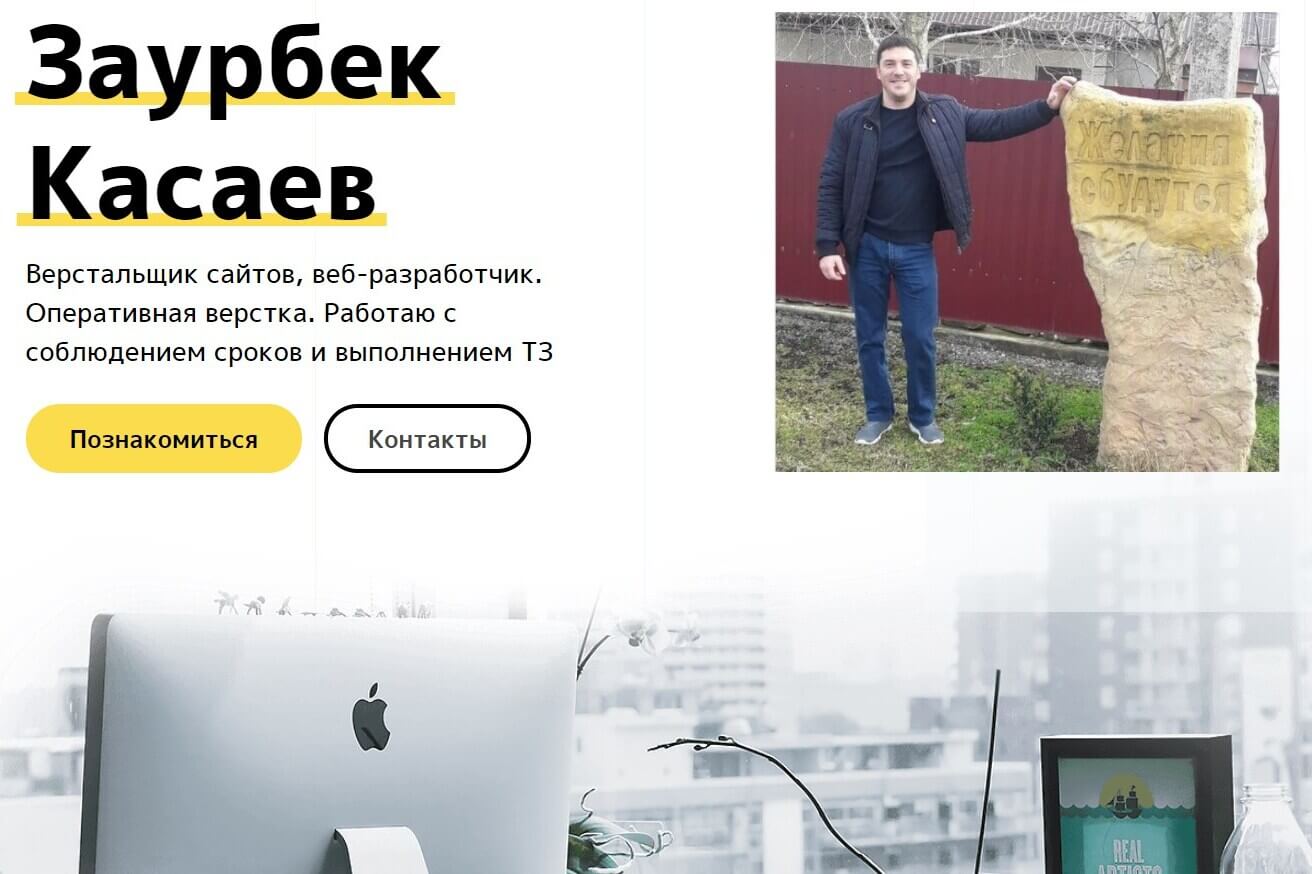 Заурбек
Касаев
Верстальщик сайтов, веб-разработчик.
Оперативная верстка. Работаю с
соблюдением сроков и выполнением ТЗ
Познакомиться
Контакты
Желания
сбудутся
REAL
ARTISTS